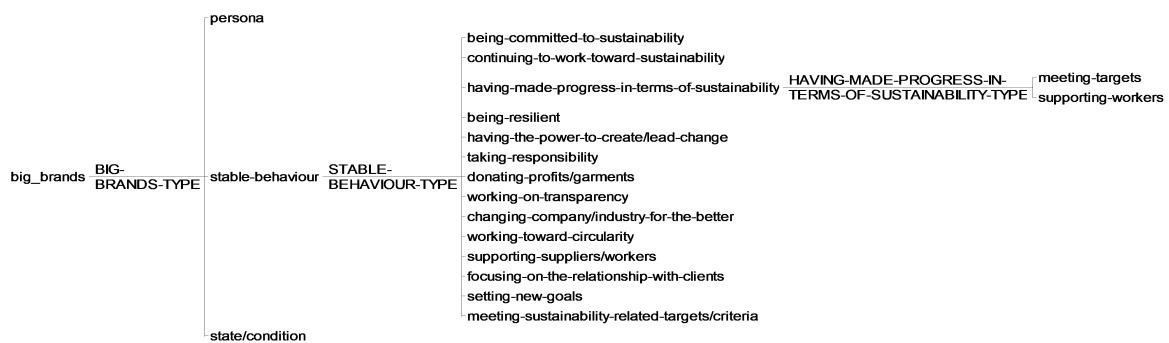 persona
being-committed-to-sustainability
continuing-to-work-toward-sustainability
having-made-progress-in-terms-of-sustainability
HAVING-MADE-PROGRESS-IN-
TERMS-OF-SUSTAINABILITY-TYPE
meeting-targets
supporting-workers
being-resilient
having-the-power-to-create/lead-change
taking-responsibility
big_brands
BIG-
BRANDS-TYPE
stable-behaviour
STABLE-
BEHAVIOUR-TYPE
donating-profits/garments
working-on-transparency
changing-company/industry-for-the-better
working-toward-circularity
supporting-suppliers/workers
focusing-on-the-relationship-with-clients
setting-new-goals
meeting-sustainability-related-targets/criteria
state/condition